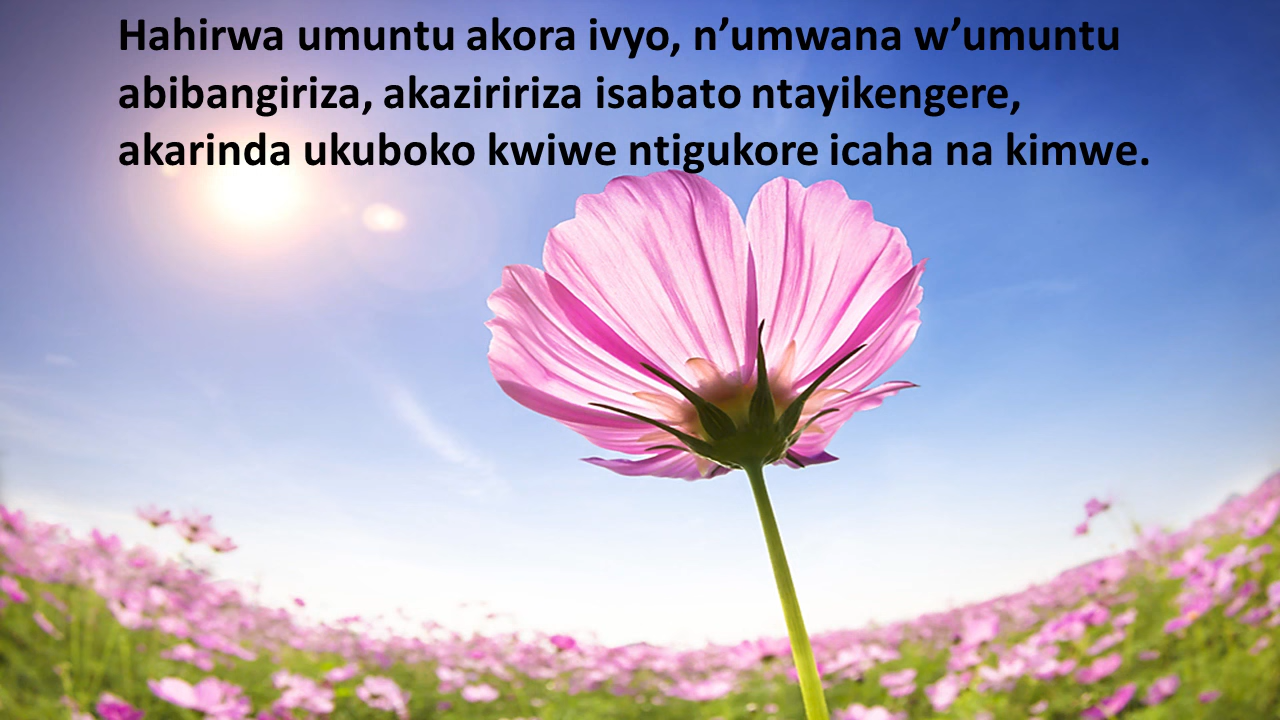 Hahirwa umuntu akora ivyo, n’umwana w’umuntu
abibangiriza, akaziririza isabato ntayikengere,
akarinda ukuboko kwiwe ntigukore icaha na kimwe.